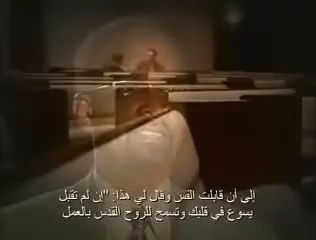 إلى أن قابلت القس وقال لي هذا: "إن لم تقبل
يسوع في قلبك وتسمح للروح القدس بالعمل